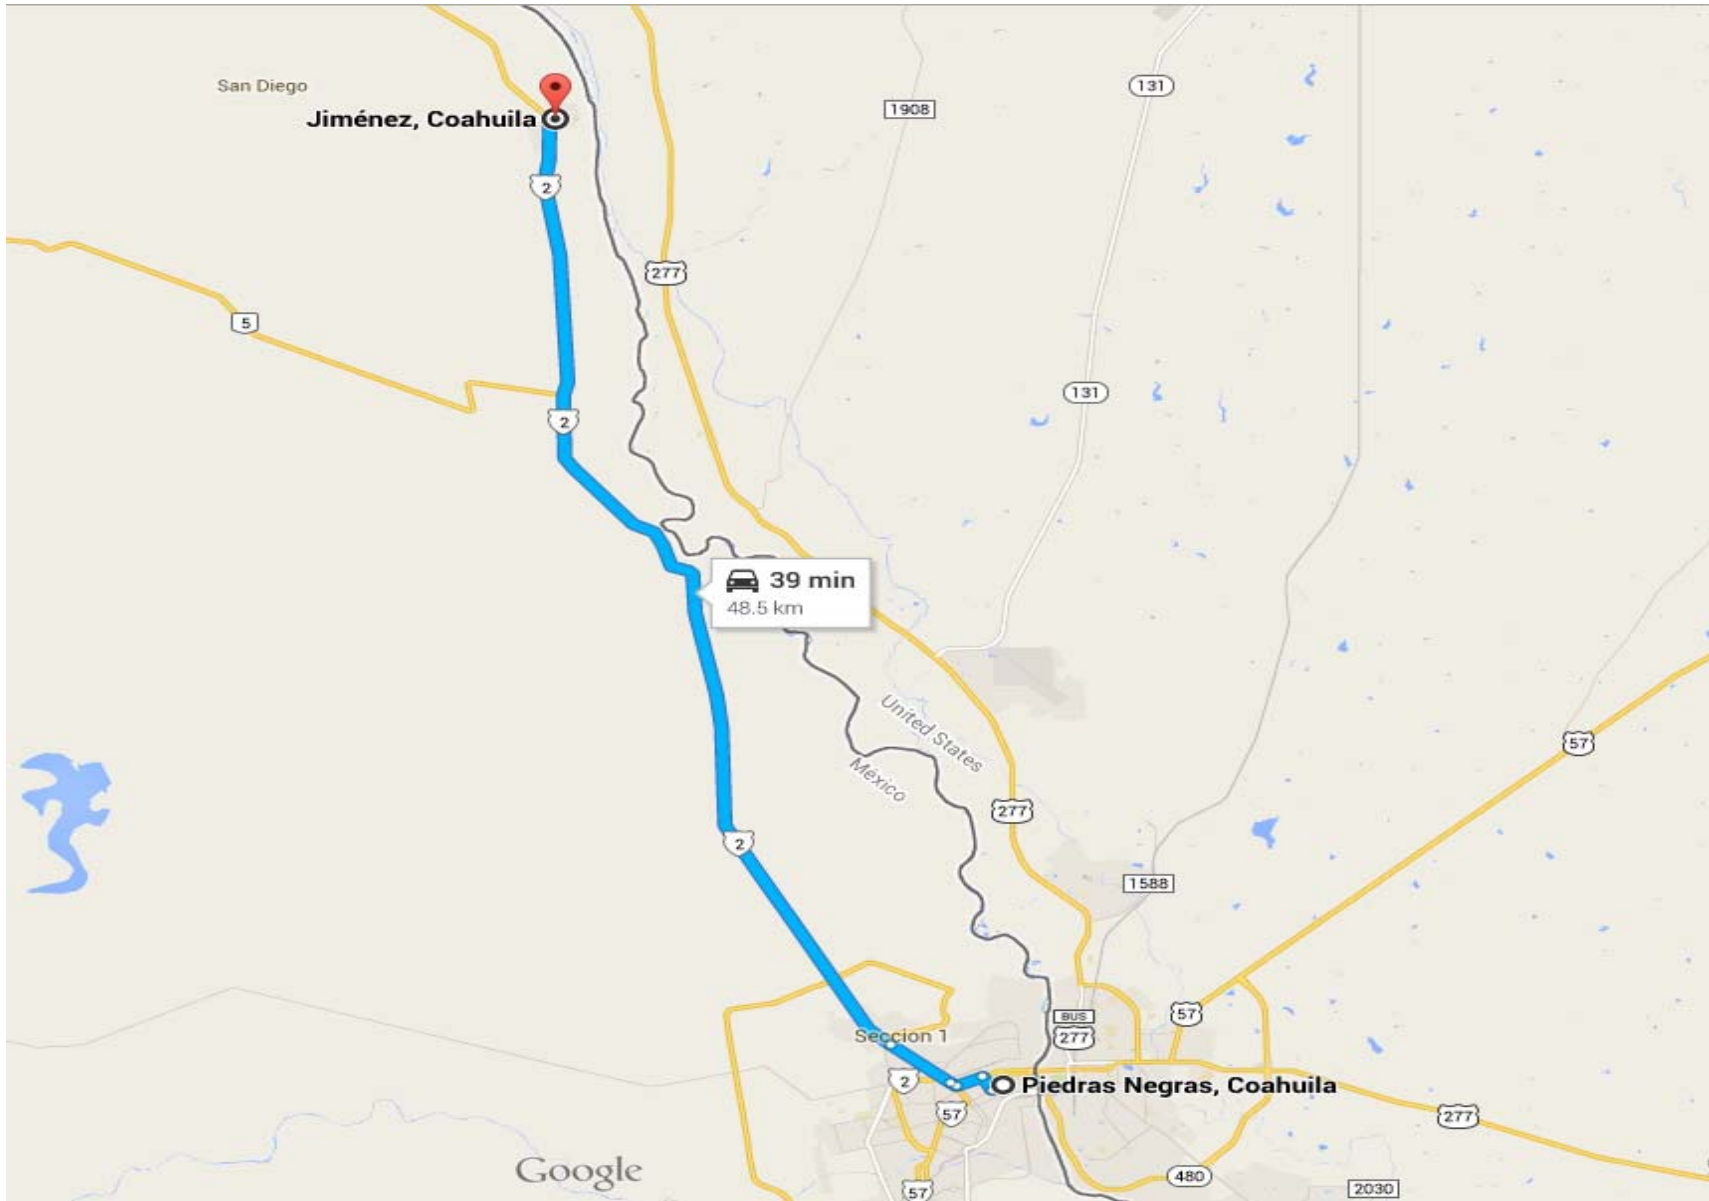 San Diego
131
1908
Jiménez, Coahuila
2
277
5
131
2
39 min
48.5 km
United States
México
57
277
2
1588
57
BUS
277
Seccion 1
2
Piedras Negras, Coahuila
57
277
Google
480
57
2030